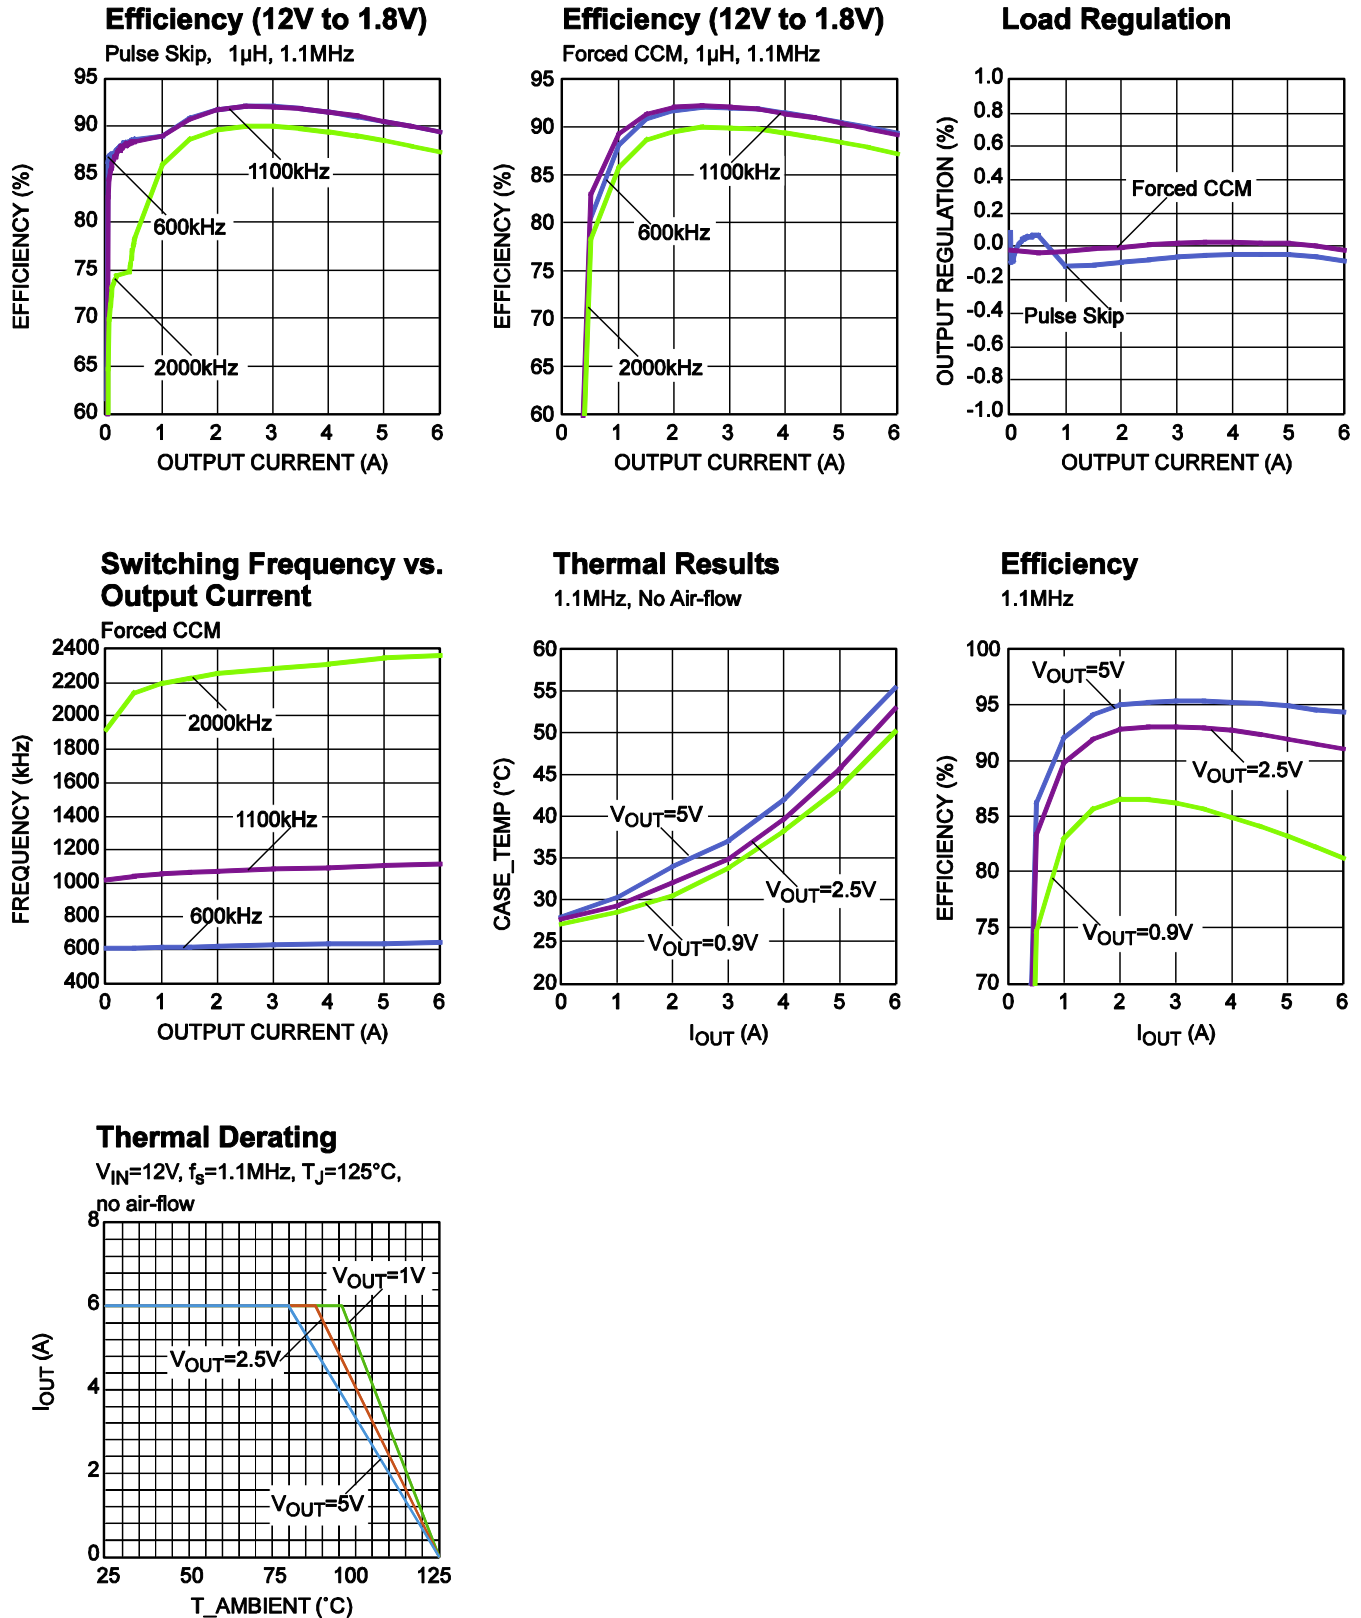 Efficiency (12V to 1.8V)
Pulse Skip, 1µH, 1.1MHz
95
90
85
80
75
70
65
60
EFFICIENCY (%)
1100kHz
600kHz
2000kHz
0 1 2 3 4 5 6
OUTPUT CURRENT (A)
Efficiency (12V to 1.8V)
Forced CCM, 1µH, 1.1MHz
95
90
85
80
75
70
65
60
EFFICIENCY (%)
1100kHz
600kHz
2000kHz
0 1 2 3 4 5 6
OUTPUT CURRENT (A)
Load Regulation
1.0
0.8
0.6
0.4
0.2
0.0
-0.2
-0.4
-0.6
-0.8
-1.0
OUTPUT REGULATION (%)
Forced CCM
Pulse Skip
0 1 2 3 4 5 6
OUTPUT CURRENT (A)
Switching Frequency vs.
Output Current
Forced CCM
2400
2200
2000
1800
1600
1400
1200
1000
800
600
400
FREQUENCY (kHz)
2000kHz
1100kHz
600kHz
0 1 2 3 4 5 6
OUTPUT CURRENT (A)
Thermal Results
1.1MHz, No Air-flow
60
55
50
45
40
35
30
25
20
CASE_TEMP (°C)
VOUT=5V
VOUT=2.5V
VOUT=0.9V
0 1 2 3 4 5 6
IOUT (A)
Efficiency
1.1MHz
100
95
90
85
80
75
70
EFFICIENCY (%)
VOUT=5V
VOUT=2.5V
VOUT=0.9V
0 1 2 3 4 5 6
IOUT (A)
Thermal Derating
VIN=12V, fs=1.1MHz, TJ=125°C,
no air-flow
8
6
4
2
0
IOUT (A)
VOUT=1V
VOUT=2.5V
VOUT=5V
25 50 75 100 125
T_AMBIENT (°C)